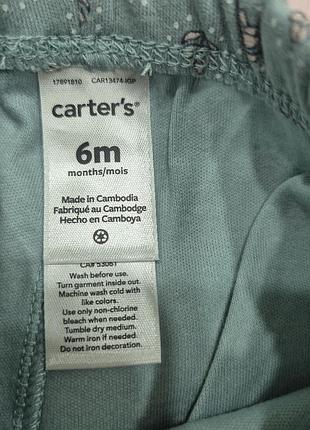 17891810 CAR13474-IGP
carter's®
6m
months/mois
Made in Cambodia
Fabriqué au Cambodge
Hecho en Camboya
CA# 53061
Wash before use.
Turn garment inside out.
Machine wash cold with
like colors.
Use only non-chlorine
bleach when needed.
Tumble dry medium.
Warm iron if needed.
Do not iron decoration.